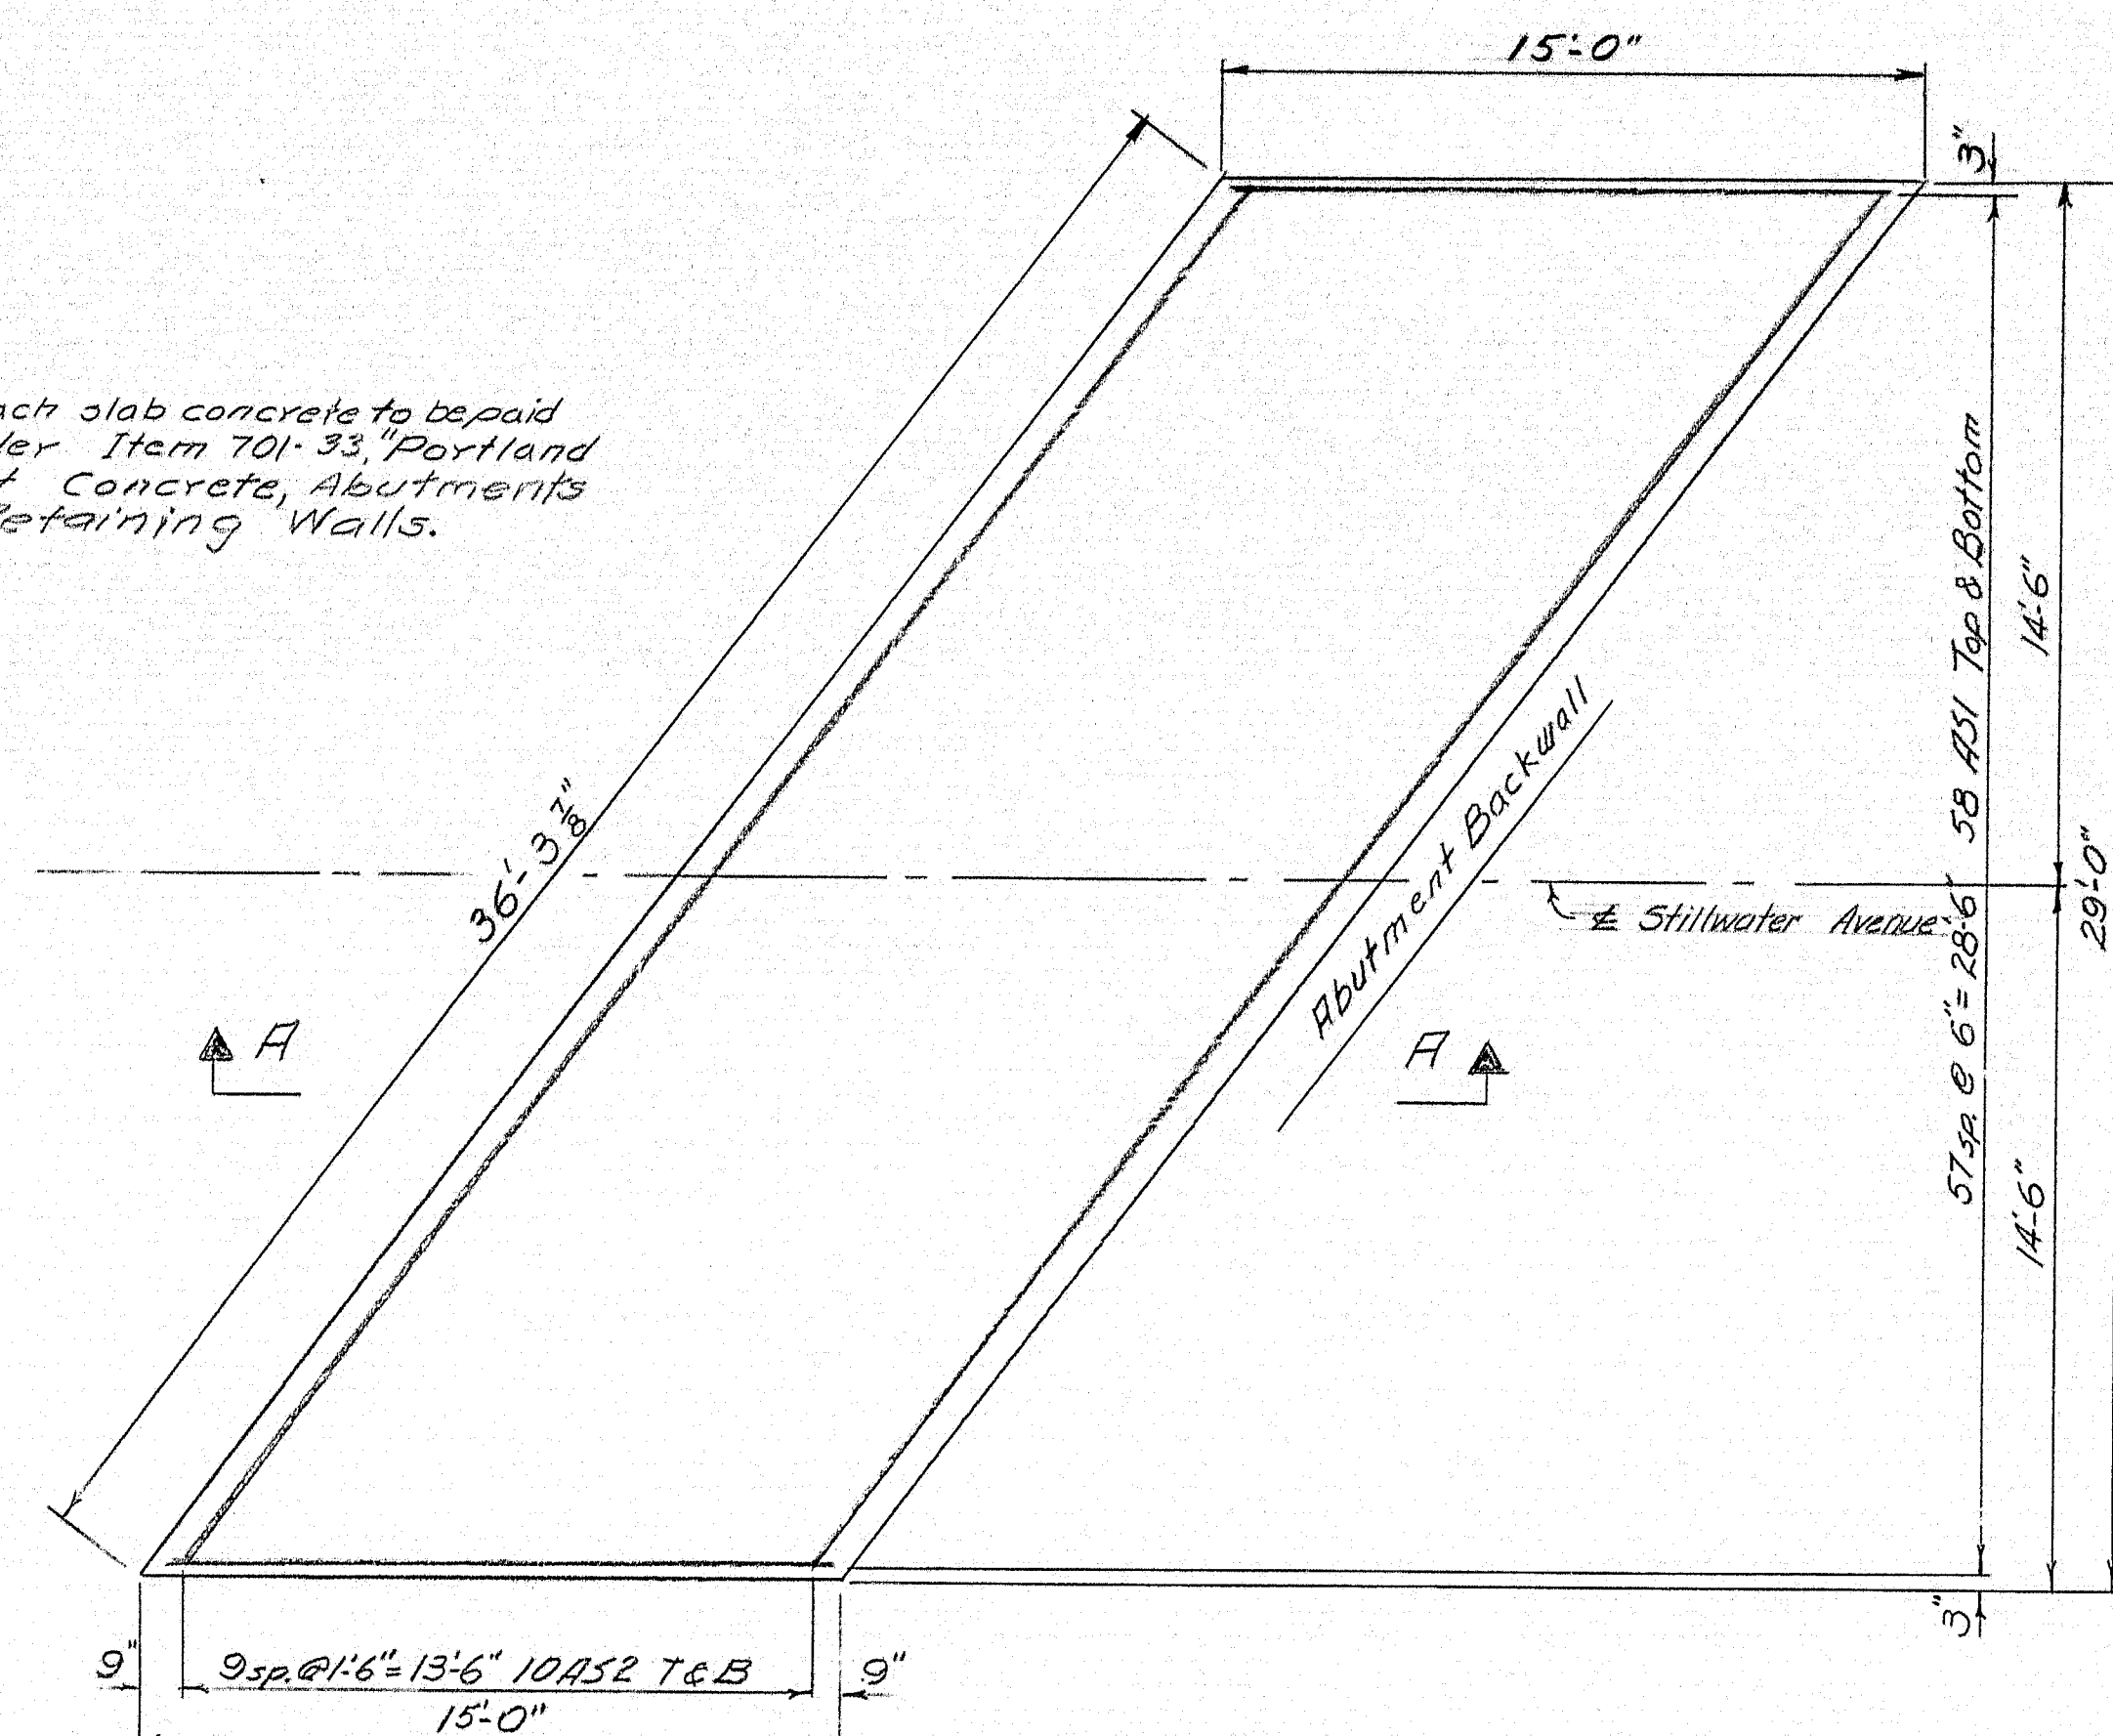 15'-0"
3"
ach slab concrete to be paid
der Item 701-33, "Portland
t Concrete, Abutments
Retaining Walls.
36'-3 7/8"
Abutment Backwall
℄ Stillwater Avenue
57 sp. @ 6" = 28'-6" 58 AS1 Top & Bottom
14'-6"
14'-6"
29'-0"
A
A
3"
9"
9 sp. @ 1'-6" = 13'-6" 10 AS2 T & B
9"
15'-0"